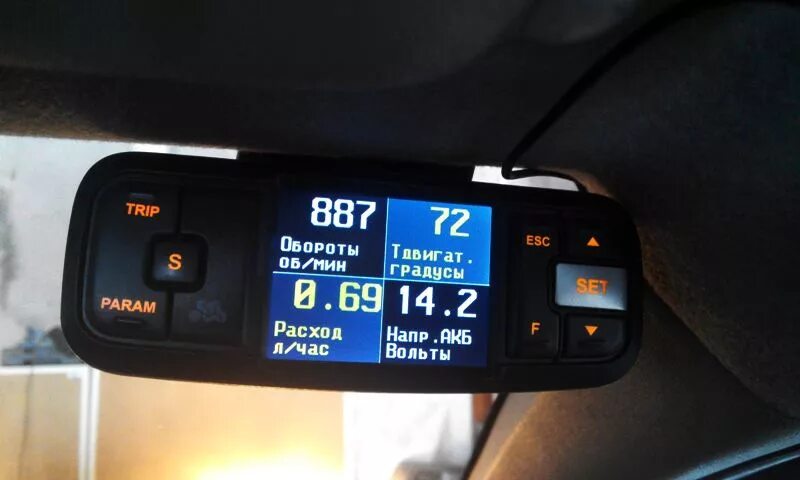 TRIP
S
PARAM
887
Обороты
об/мин
72
Тдвигат.
градусы
0.69
Расход
л/час
14.2
Напр.АКБ
Вольты
ESC
SET
F